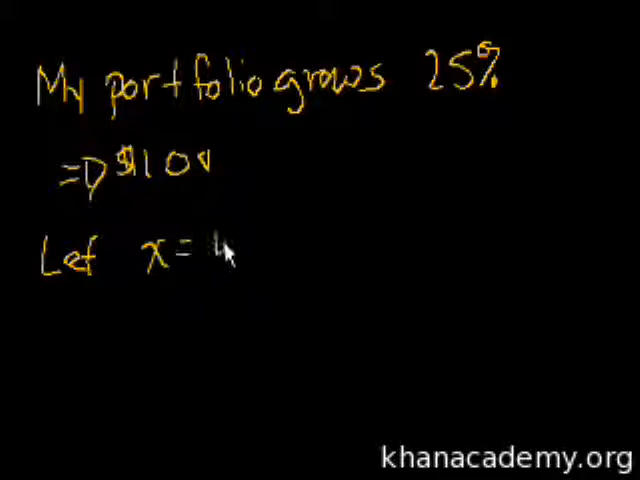 My portfolio grows 25%
=D $100
Let x =
khanacademy.org